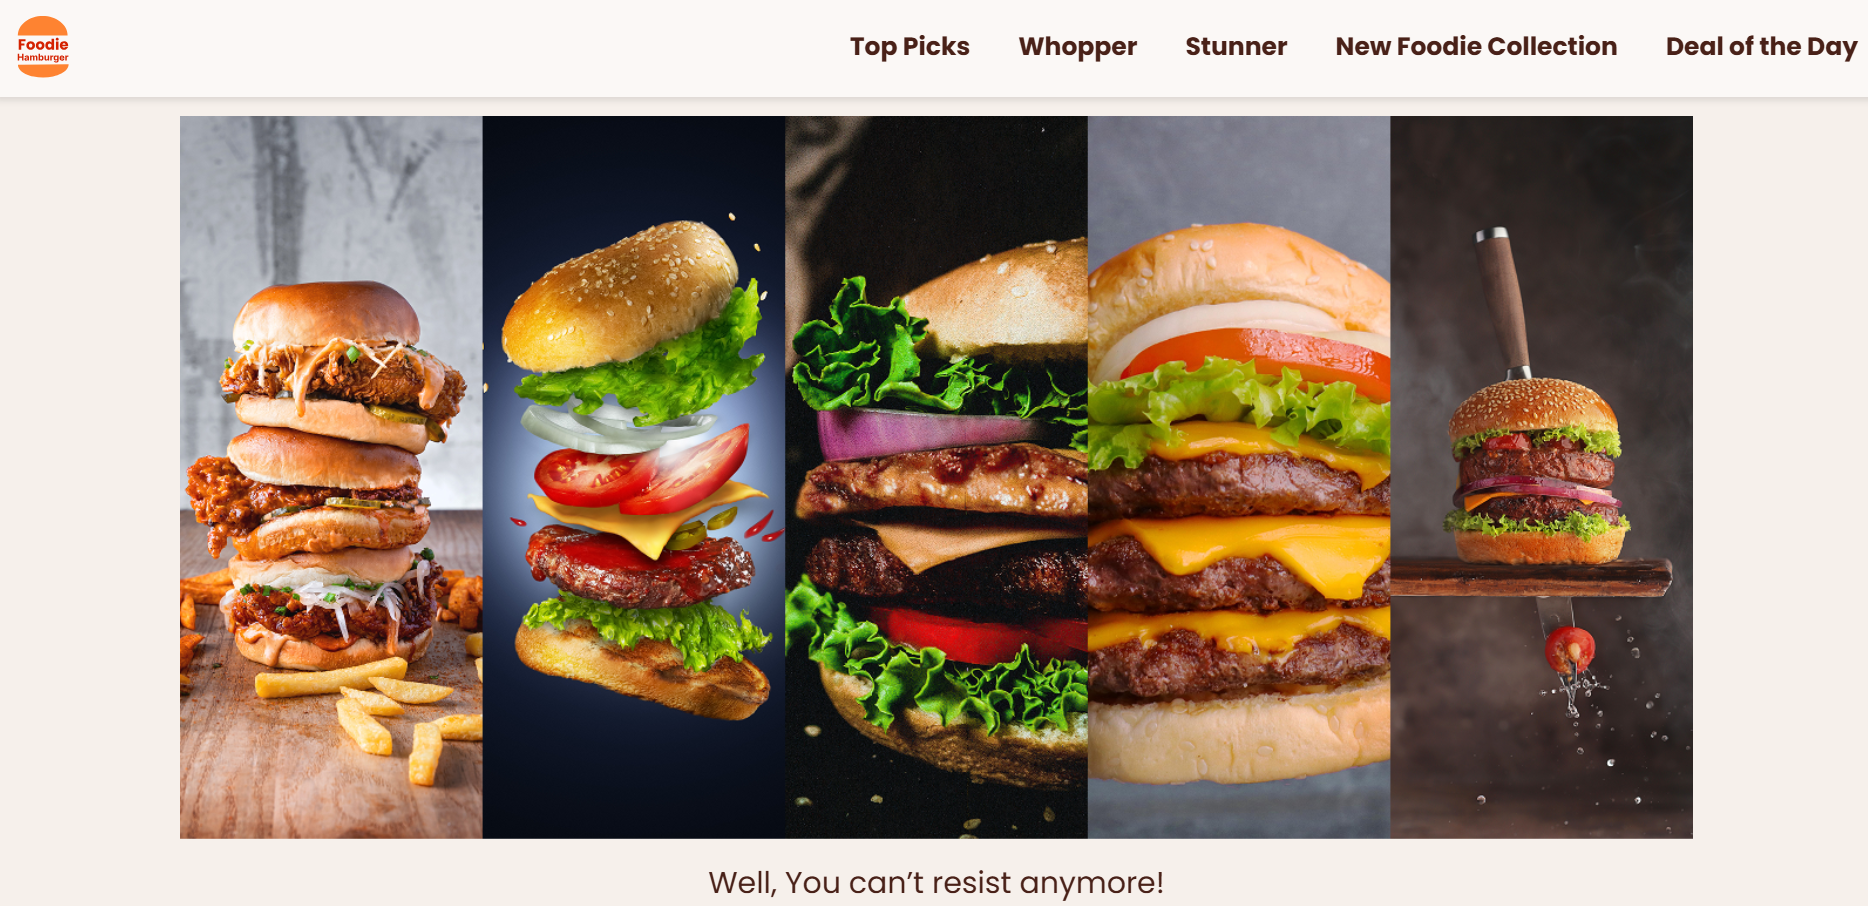 Foodie
Hamburger
Top Picks Whopper Stunner New Foodie Collection Deal of the Day
Well, You can't resist anymore!